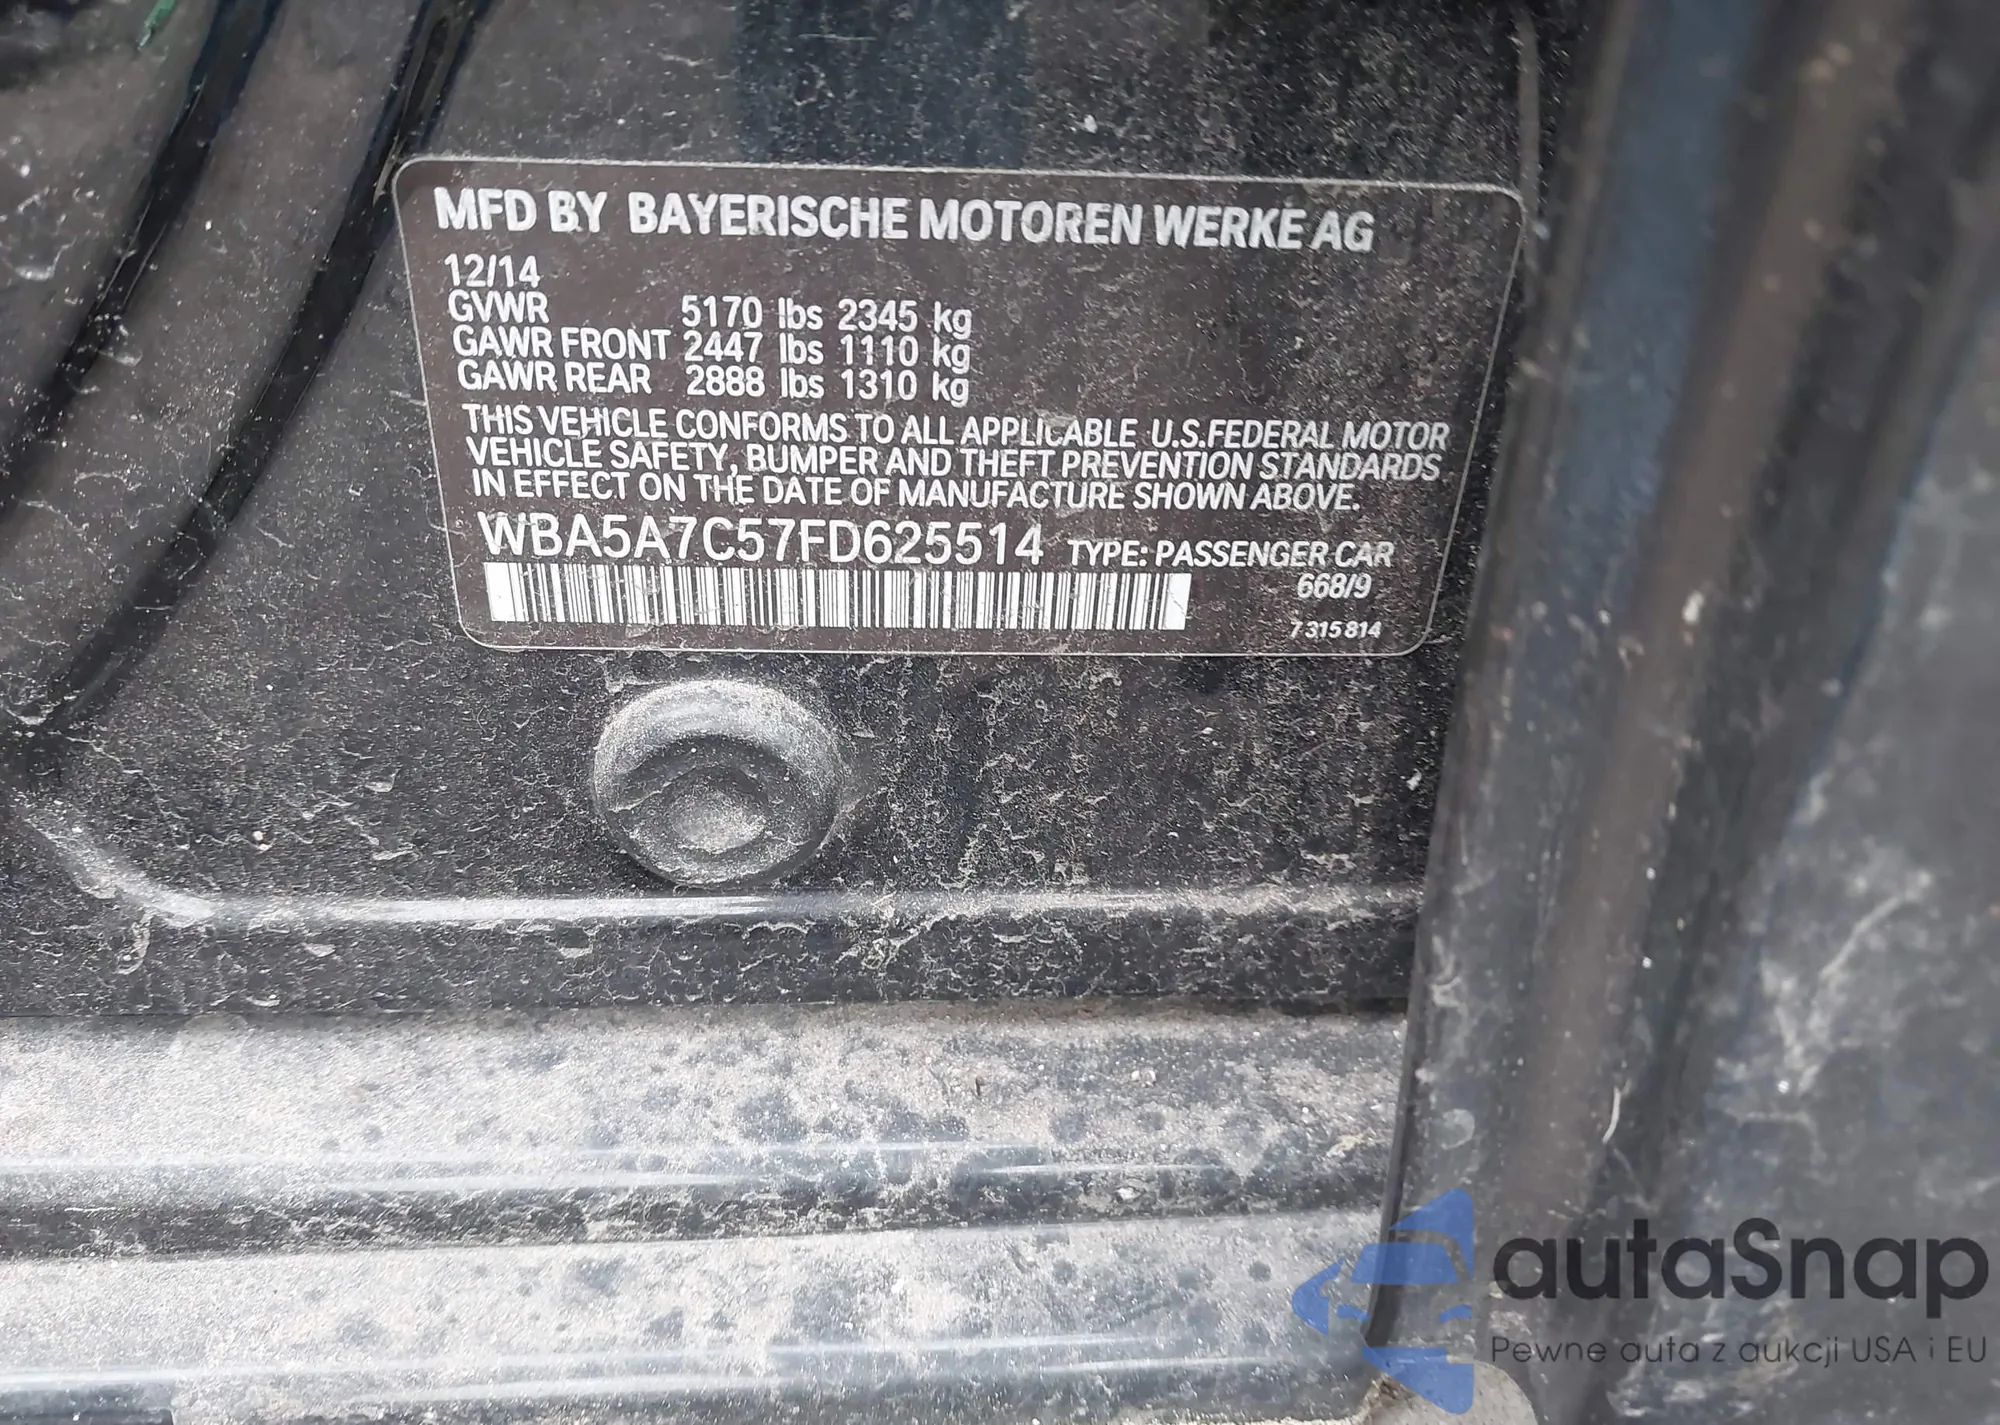 MFD BY BAYERISCHE MOTOREN WERKE AG
12/14
GVWR 5170 lbs 2345 kg
GAWR FRONT 2447 lbs 1110 kg
GAWR REAR 2888 lbs 1310 kg
THIS VEHICLE CONFORMS TO ALL APPLICABLE U.S.FEDERAL MOTOR
VEHICLE SAFETY, BUMPER AND THEFT PREVENTION STANDARDS
IN EFFECT ON THE DATE OF MANUFACTURE SHOWN ABOVE.
WBA5A7C57FD625514 TYPE: PASSENGER CAR
668/9
7 315 814
autaSnap
Pewne auta z aukcji USA i EU